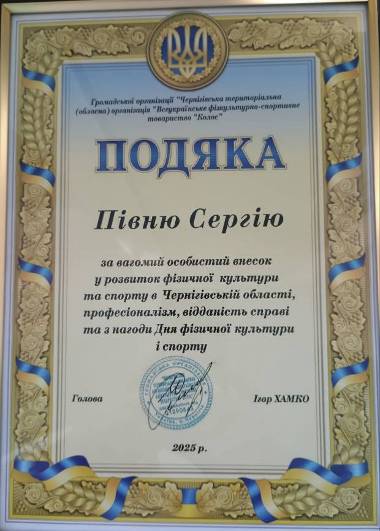 Громадської організації "Чернігівська територіальна
(обласна) організація "Всеукраїнське фізкультурно-спортивне
товариство "Колос"
ПОДЯКА
Півню Сергію
за вагомий особистий внесок
у розвиток фізичної культури
та спорту в Чернігівській області,
професіоналізм, відданість справі
та з нагоди Дня фізичної культури
і спорту
Голова
Ігор ХАМКО
2025 р.